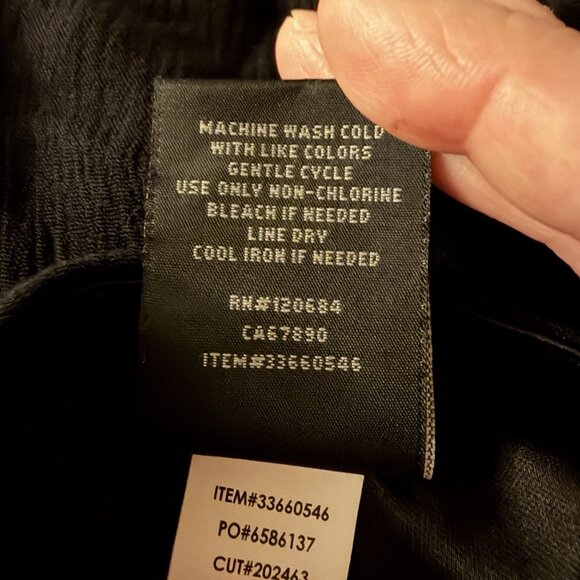 MACHINE WASH COLD
WITH LIKE COLORS
GENTLE CYCLE
USE ONLY NON-CHLORINE
BLEACH IF NEEDED
LINE DRY
COOL IRON IF NEEDED
RN#120684
CA67890
ITEM#33660546
ITEM#33660546
PO#6586137
CUT#202463